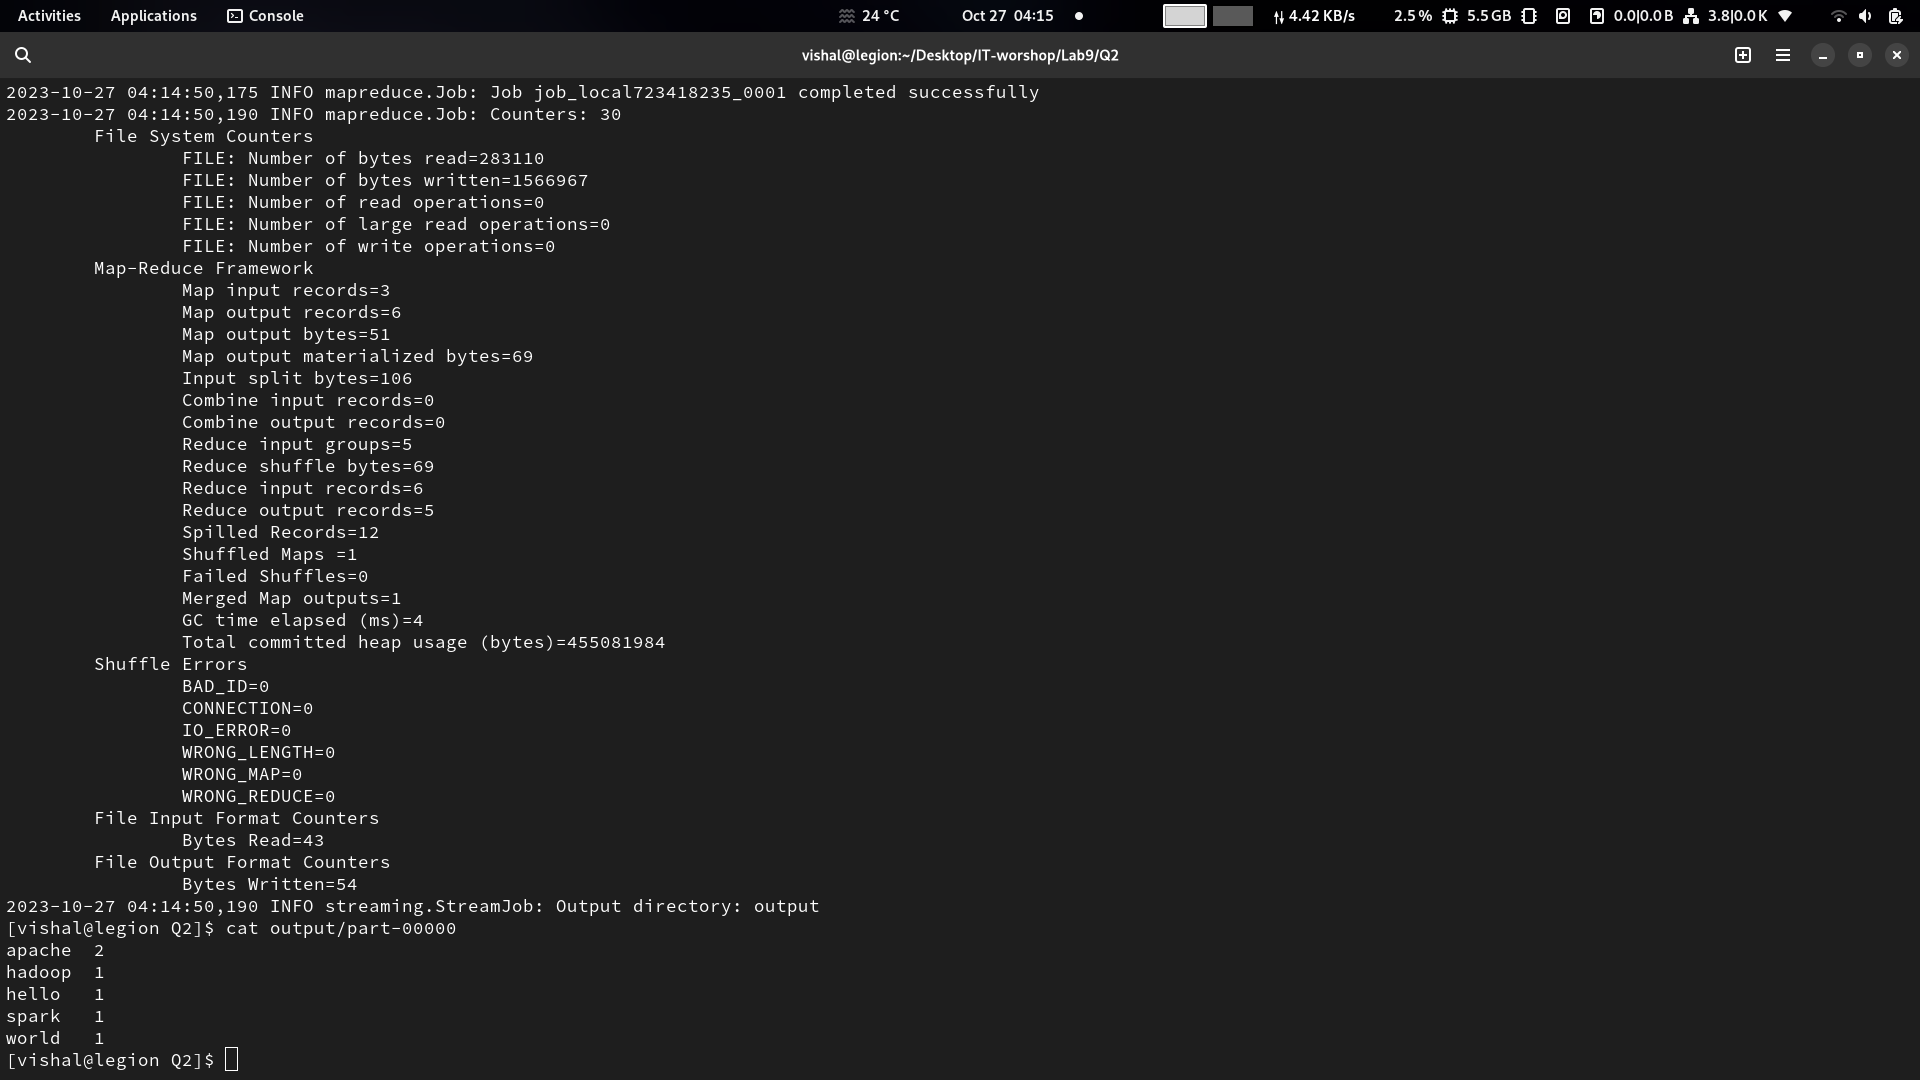 Activities Applications Console 24 °C Oct 27 04:15 4.42 KB/s 2.5 % 5.5 GB 0.0|0.0 B 3.8|0.0 K
vishal@legion:~/Desktop/IT-worshop/Lab9/Q2
2023-10-27 04:14:50,175 INFO mapreduce.Job: Job job_local723418235_0001 completed successfully
2023-10-27 04:14:50,190 INFO mapreduce.Job: Counters: 30
File System Counters
FILE: Number of bytes read=283110
FILE: Number of bytes written=1566967
FILE: Number of read operations=0
FILE: Number of large read operations=0
FILE: Number of write operations=0
Map-Reduce Framework
Map input records=3
Map output records=6
Map output bytes=51
Map output materialized bytes=69
Input split bytes=106
Combine input records=0
Combine output records=0
Reduce input groups=5
Reduce shuffle bytes=69
Reduce input records=6
Reduce output records=5
Spilled Records=12
Shuffled Maps =1
Failed Shuffles=0
Merged Map outputs=1
GC time elapsed (ms)=4
Total committed heap usage (bytes)=455081984
Shuffle Errors
BAD_ID=0
CONNECTION=0
IO_ERROR=0
WRONG_LENGTH=0
WRONG_MAP=0
WRONG_REDUCE=0
File Input Format Counters
Bytes Read=43
File Output Format Counters
Bytes Written=54
2023-10-27 04:14:50,190 INFO streaming.StreamJob: Output directory: output
[vishal@legion Q2]$ cat output/part-00000
apache 2
hadoop 1
hello 1
spark 1
world 1
[vishal@legion Q2]$